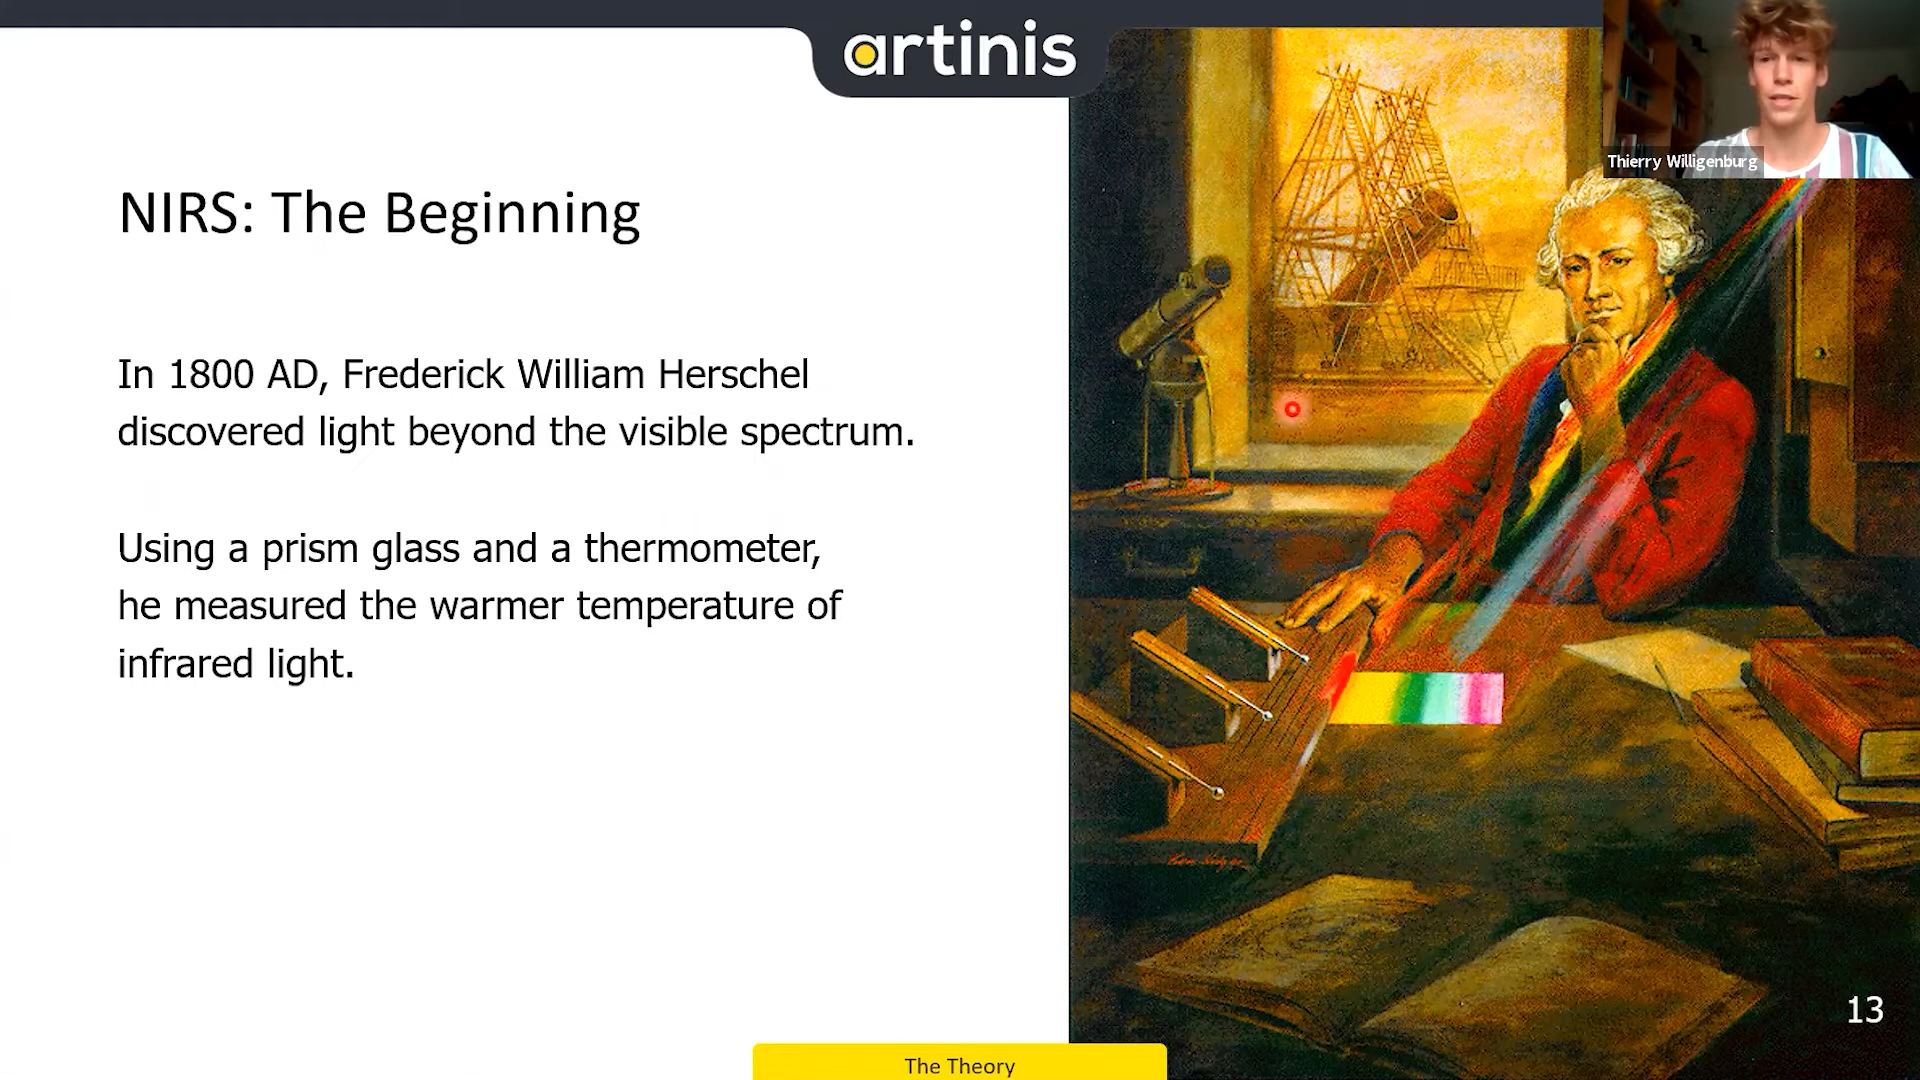 artinis
Thierry Willigenburg
NIRS: The Beginning
In 1800 AD, Frederick William Herschel
discovered light beyond the visible spectrum.
Using a prism glass and a thermometer,
he measured the warmer temperature of
infrared light.
13
The Theory